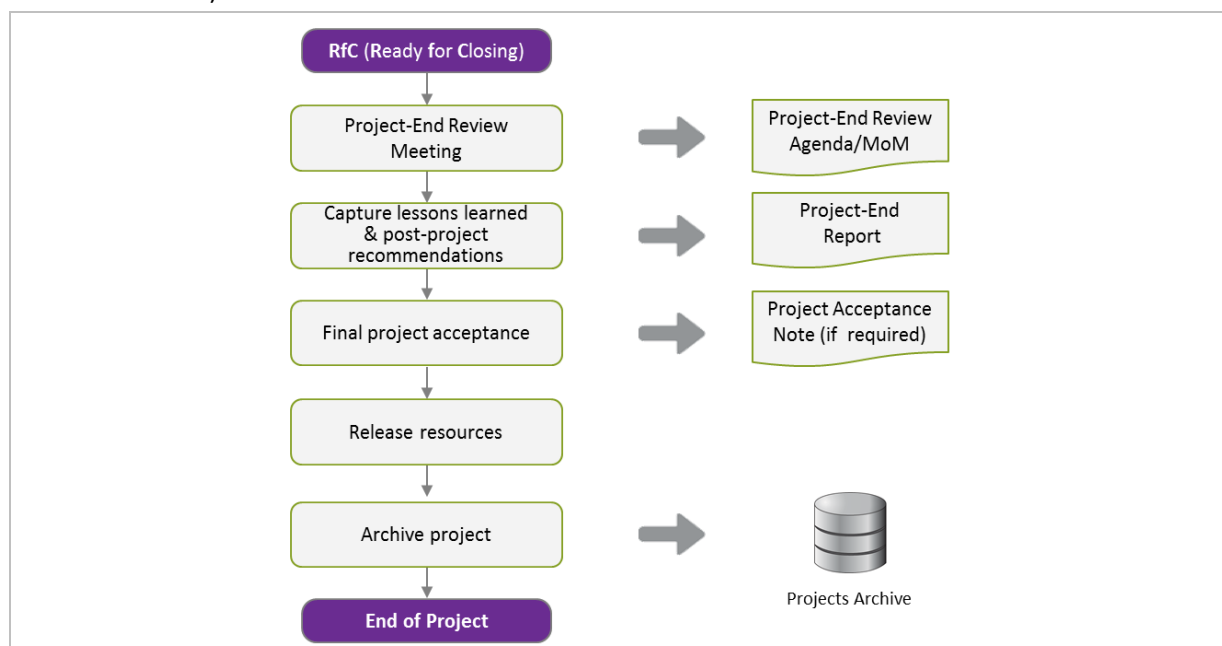 RfC (Ready for Closing)
Project-End Review
Meeting
Project-End Review
Agenda/MoM
Capture lessons learned
& post-project
recommendations
Project-End
Report
Final project acceptance
Project Acceptance
Note (if required)
Release resources
Archive project
Projects Archive
End of Project